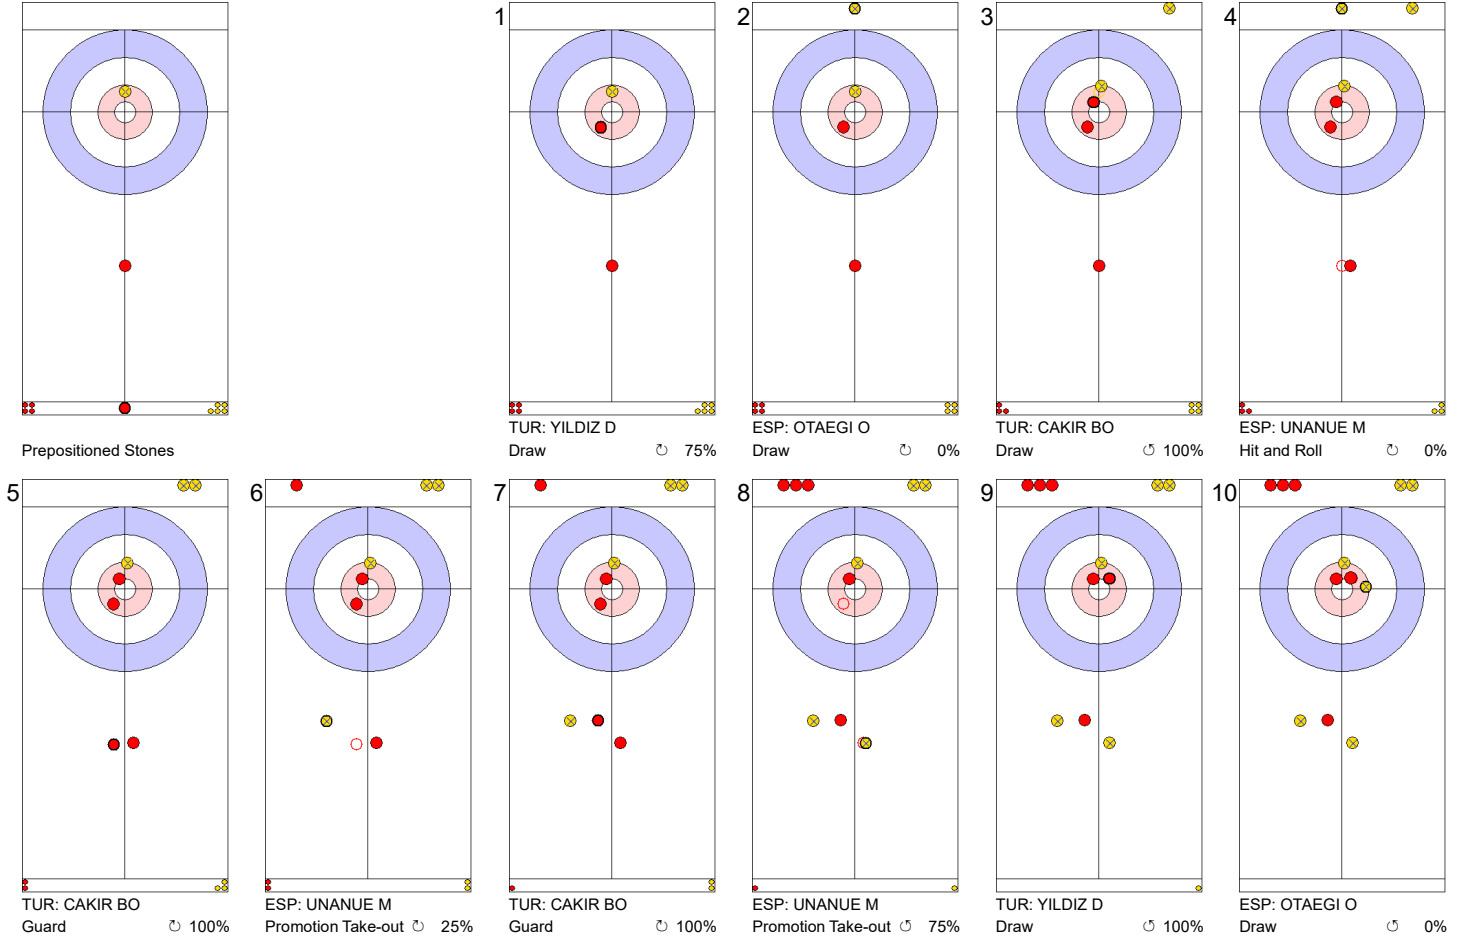 1
2
3
4
Prepositioned Stones
TUR: YILDIZ D
Draw ↻ 75%
ESP: OTAEGI O
Draw ↻ 0%
TUR: CAKIR BO
Draw ↺ 100%
ESP: UNANUE M
Hit and Roll ↻ 0%
5
6
7
8
9
10
TUR: CAKIR BO
Guard ↻ 100%
ESP: UNANUE M
Promotion Take-out ↻ 25%
TUR: CAKIR BO
Guard ↻ 100%
ESP: UNANUE M
Promotion Take-out ↺ 75%
TUR: YILDIZ D
Draw ↺ 100%
ESP: OTAEGI O
Draw ↺ 0%